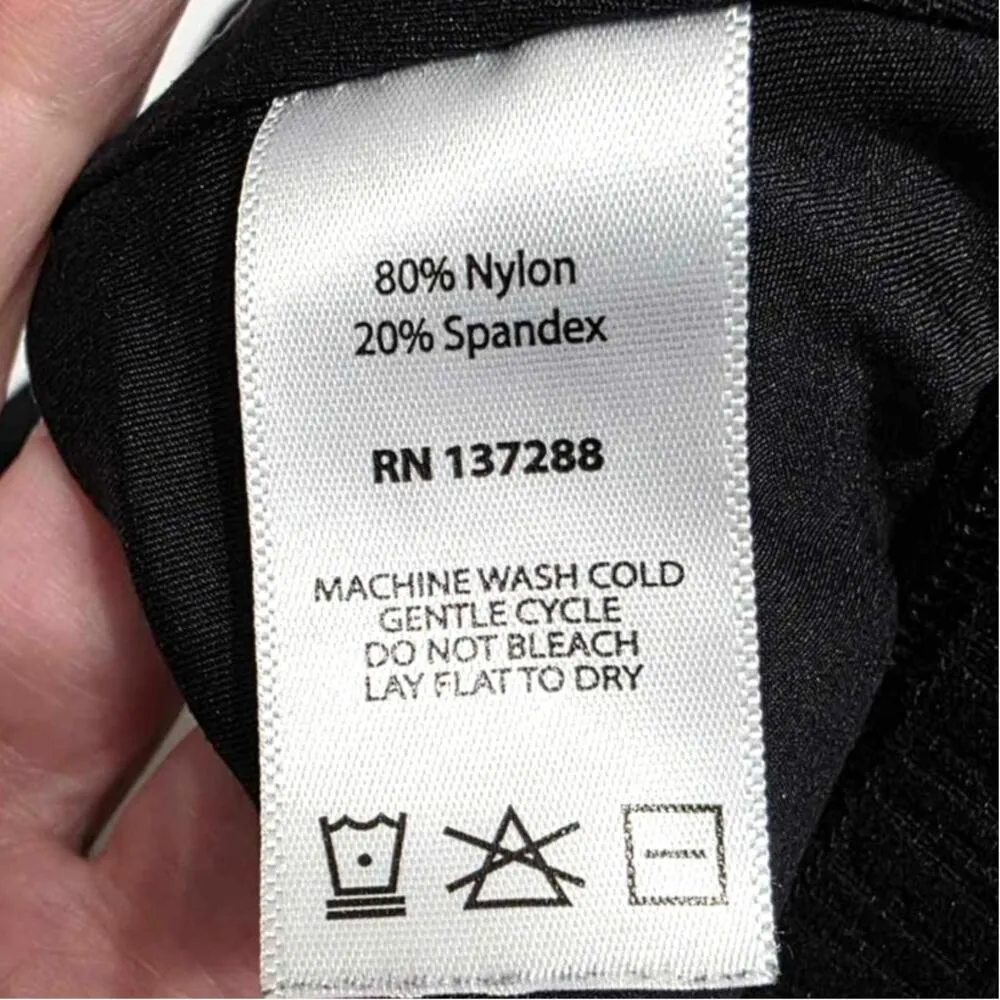 80% Nylon
20% Spandex
RN 137288
MACHINE WASH COLD
GENTLE CYCLE
DO NOT BLEACH
LAY FLAT TO DRY